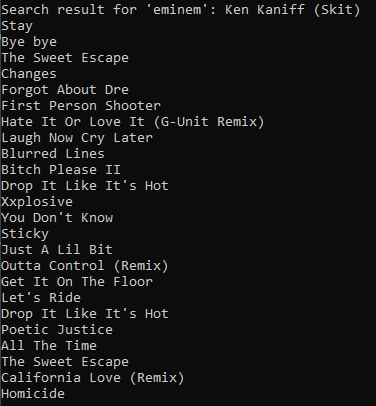 Search result for 'eminem': Ken Kaniff (Skit)
Stay
Bye bye
The Sweet Escape
Changes
Forgot About Dre
First Person Shooter
Hate It Or Love It (G-Unit Remix)
Laugh Now Cry Later
Blurred Lines
Bitch Please II
Drop It Like It's Hot
Xxplosive
You Don't Know
Sticky
Just A Lil Bit
Outta Control (Remix)
Get It On The Floor
Let's Ride
Drop It Like It's Hot
Poetic Justice
All The Time
The Sweet Escape
California Love (Remix)
Homicide